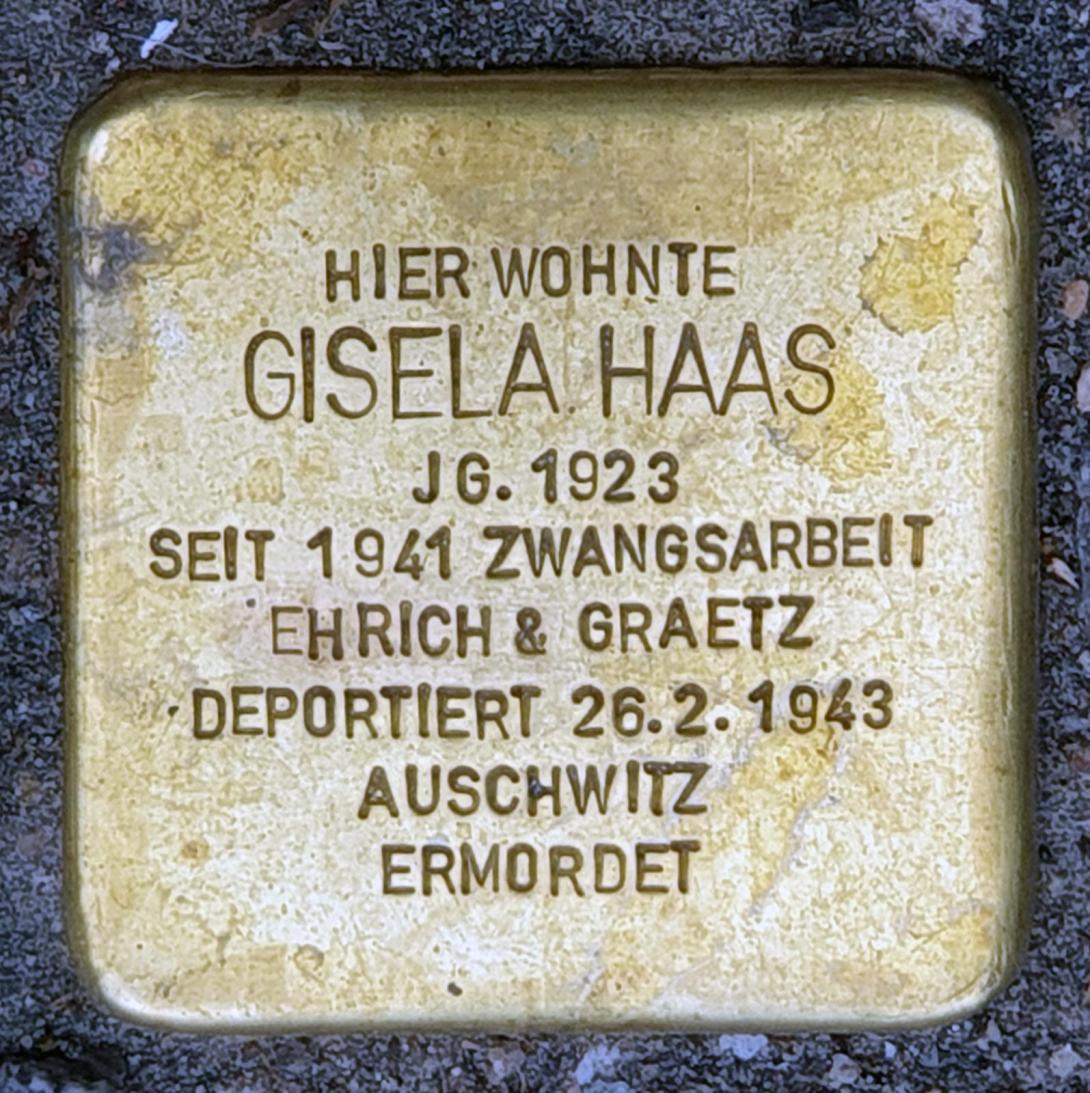 HIER WOHNTE
GISELA HAAS
JG. 1923
SEIT 1941 ZWANGSARBEIT
EHRICH & GRAETZ
DEPORTIERT 26.2.1943
AUSCHWITZ
ERMORDET